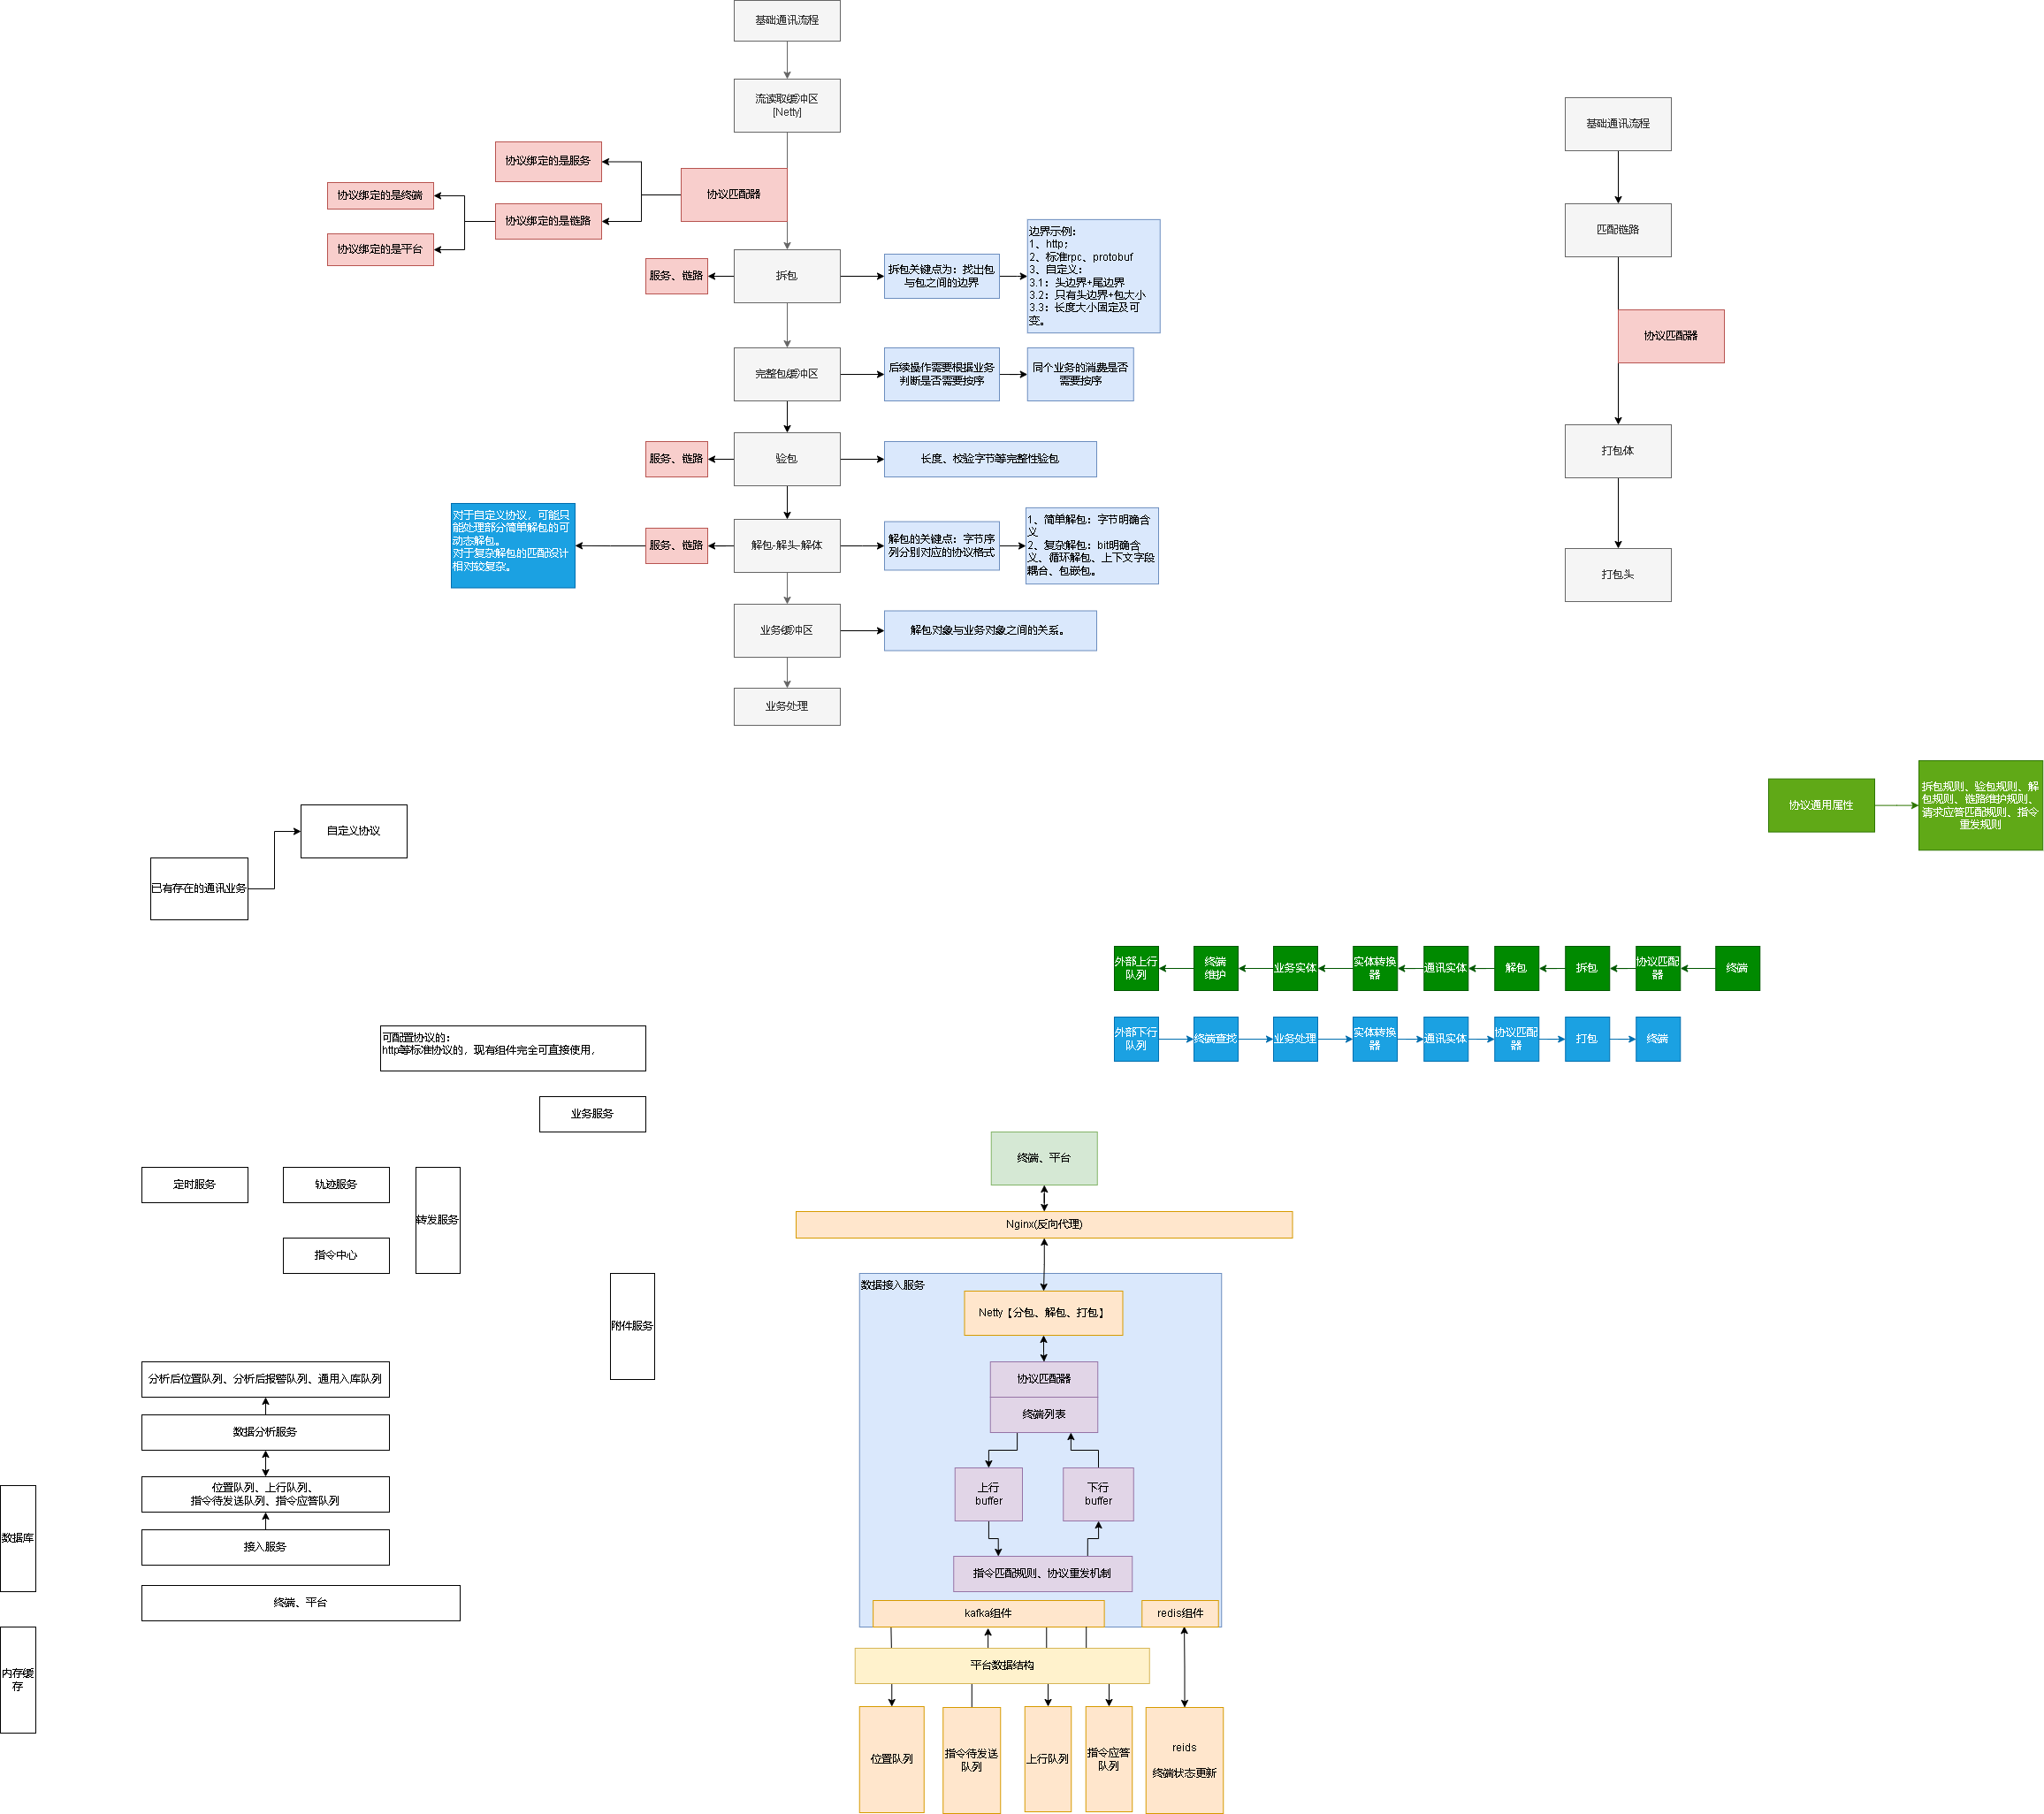 基础通讯流程
流读取缓冲区
[Netty]
协议匹配器
协议绑定的是服务
协议绑定的是链路
协议绑定的是终端
协议绑定的是平台
服务、链路
拆包
拆包关键点为：找出包
与包之间的边界
边界示例：
1、http；
2、标准rpc、protobuf
3、自定义：
3.1：头边界+尾边界
3.2：只有头边界+包大小
3.3：长度大小固定及可
变。
完整包缓冲区
后续操作需要根据业务
判断是否需要按序
同个业务的消费是否
需要按序
服务、链路
验包
长度、校验字节等完整性验包
对于自定义协议，可能只
能处理部分简单解包的可
动态解包。
对于复杂解包的匹配设计
相对较复杂。
服务、链路
解包-解头-解体
解包的关键点：字节序
列分别对应的协议格式
1、简单解包：字节明确含
义
2、复杂解包：bit明确含
义、循环解包、上下文字段
耦合、包嵌包。
业务缓冲区
解包对象与业务对象之间的关系。
业务处理
基础通讯流程
匹配链路
协议匹配器
打包体
打包头
协议通用属性
拆包规则、验包规则、解
包规则、链路维护规则、
请求应答匹配规则、指令
重发规则
自定义协议
已有存在的通讯业务
外部上行
队列
终端
维护
业务实体
实体转换
器
通讯实体
解包
拆包
协议匹配
器
终端
外部下行
队列
终端查找
业务处理
实体转换
器
通讯实体
协议匹配
器
打包
终端
可配置协议的：
http等标准协议的，现有组件完全可直接使用，
业务服务
定时服务
轨迹服务
转发服务
指令中心
附件服务
分析后位置队列、分析后报警队列、通用入库队列
数据分析服务
位置队列、上行队列、
指令待发送队列、指令应答队列
接入服务
终端、平台
数据库
内存缓
存
终端、平台
Nginx(反向代理)
数据接入服务
Netty【分包、解包、打包】
协议匹配器
终端列表
上行
buffer
下行
buffer
指令匹配规则、协议重发机制
kafka组件
redis组件
平台数据结构
位置队列
指令待发送
队列
上行队列
指令应答
队列
reids
终端状态更新